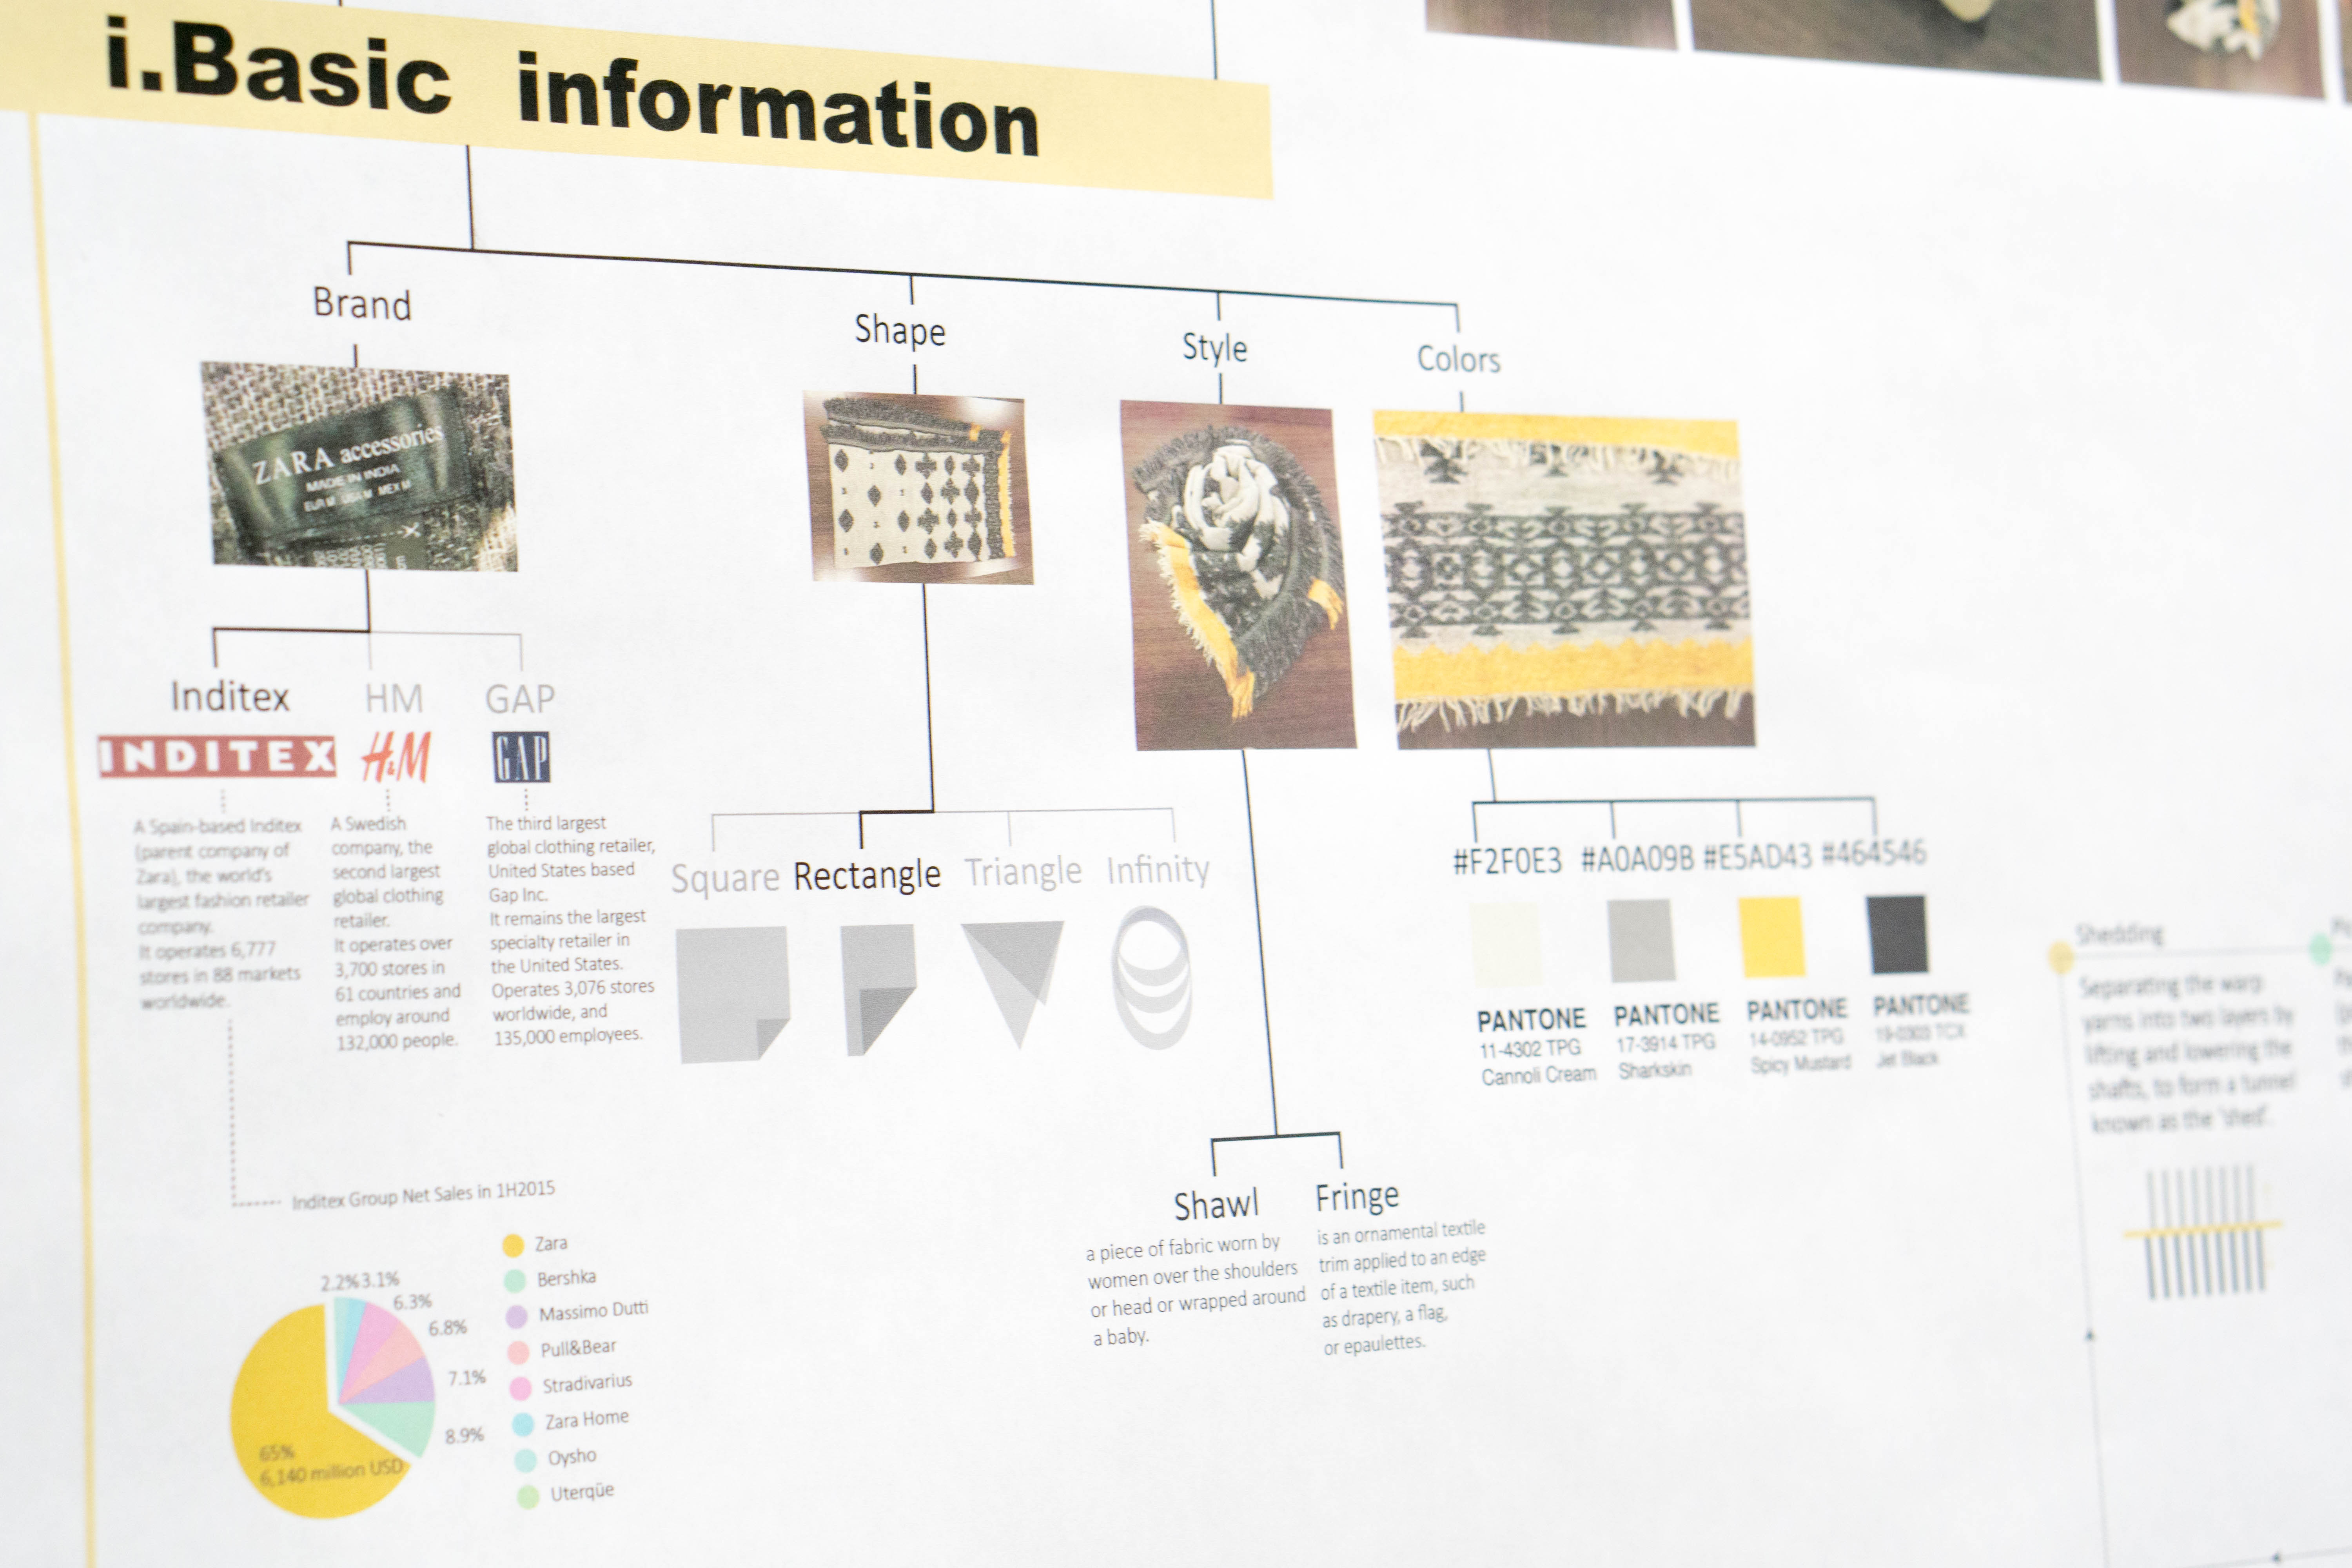 i.Basic information
Brand
Shape
Style
Colors
ZARA accessories
MADE IN INDIA
EUR M USA M MEX M
Inditex
HM
GAP
INDITEX
H&M
GAP
A Spain-based Inditex
(parent company of
Zara), the world's
largest fashion retailer
company.
It operates 6,777
stores in 88 markets
worldwide.
A Swedish
company, the
second largest
global clothing
retailer.
It operates over
3,700 stores in
61 countries and
employ around
132,000 people.
The third largest
global clothing retailer,
United States based
Gap Inc.
It remains the largest
specialty retailer in
the United States.
Operates 3,076 stores
worldwide, and
135,000 employees.
Square
Rectangle
Triangle
Infinity
#F2F0E3
#A0A09B
#E5AD43
#464546
PANTONE
11-4302 TPG
Cannoli Cream
PANTONE
17-3914 TPG
Sharkskin
PANTONE
14-0952 TPG
Spicy Mustard
PANTONE
19-0303 TCX
Jet Black
Shedding
Separating the warp
yarns into two layers by
lifting and lowering the
shafts, to form a tunnel
known as the 'shed'.
Shawl
a piece of fabric worn by
women over the shoulders
or head or wrapped around
a baby.
Fringe
is an ornamental textile
trim applied to an edge
of a textile item, such
as drapery, a flag,
or epaulettes.
Inditex Group Net Sales in 1H2015
2.2%
3.1%
6.3%
6.8%
7.1%
8.9%
65%
6,140 million USD
Zara
Bershka
Massimo Dutti
Pull&Bear
Stradivarius
Zara Home
Oysho
Uterqüe